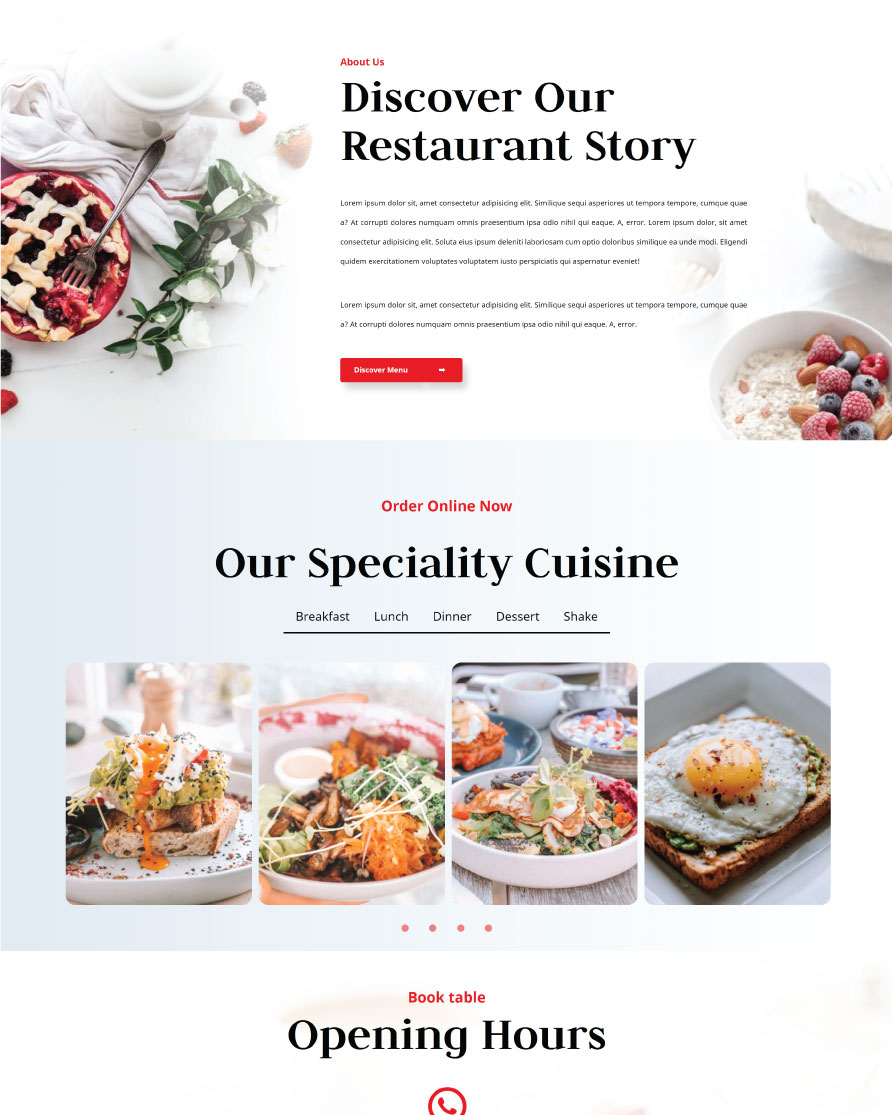 About Us
Discover Our
Restaurant Story
Lorem ipsum dolor sit, amet consectetur adipisicing elit. Similique sequi asperiores ut tempora tempore, cumque quae
a? At corrupti dolores numquam omnis praesentium ipsa odio nihil qui eaque. A, error. Lorem ipsum dolor, sit amet
consectetur adipisicing elit. Soluta eius ipsum deleniti laboriosam cum optio doloribus similique ea unde modi. Eligendi
quidem exercitationem voluptates voluptatem iusto perspiciatis qui aspernatur eveniet!
Lorem ipsum dolor sit, amet consectetur adipisicing elit. Similique sequi asperiores ut tempora tempore, cumque quae
a? At corrupti dolores numquam omnis praesentium ipsa odio nihil qui eaque. A, error.
Discover Menu ➡
Order Online Now
Our Speciality Cuisine
Breakfast Lunch Dinner Dessert Shake
Book table
Opening Hours